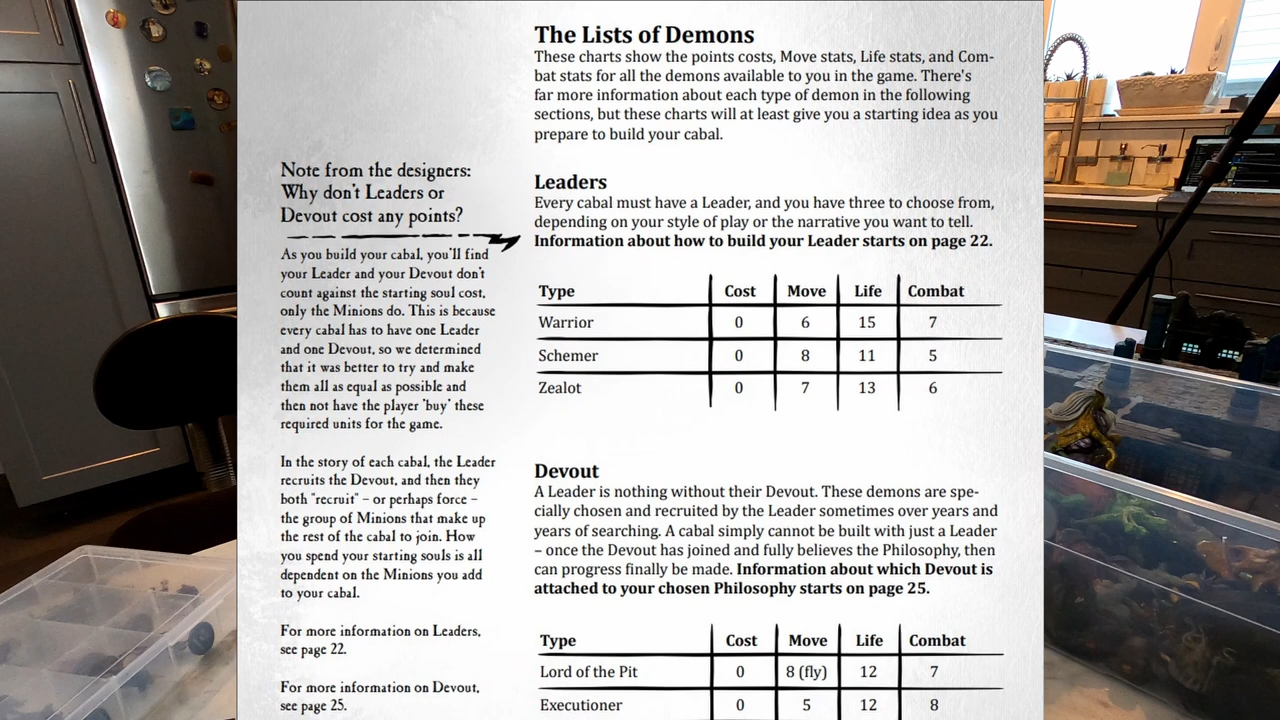 The Lists of Demons
These charts show the points costs, Move stats, Life stats, and Com-
bat stats for all the demons available to you in the game. There's
far more information about each type of demon in the following
sections, but these charts will at least give you a starting idea as you
prepare to build your cabal.
Note from the designers:
Why don't Leaders or
Devout cost any points?
As you build your cabal, you'll find
your Leader and your Devout don't
count against the starting soul cost,
only the Minions do. This is because
every cabal has to have one Leader
and one Devout, so we determined
that it was better to try and make
them all as equal as possible and
then not have the player "buy" these
required units for the game.
In the story of each cabal, the Leader
recruits the Devout, and then they
both "recruit" – or perhaps force –
the group of Minions that make up
the rest of the cabal to join. How
you spend your starting souls is all
dependent on the Minions you add
to your cabal.
For more information on Leaders,
see page 22.
For more information on Devout,
see page 25.
Leaders
Every cabal must have a Leader, and you have three to choose from,
depending on your style of play or the narrative you want to tell.
Information about how to build your Leader starts on page 22.
Type Cost Move Life Combat
Warrior 0 6 15 7
Schemer 0 8 11 5
Zealot 0 7 13 6
Devout
A Leader is nothing without their Devout. These demons are spe-
cially chosen and recruited by the Leader sometimes over years and
years of searching. A cabal simply cannot be built with just a Leader
– once the Devout has joined and fully believes the Philosophy, then
can progress finally be made. Information about which Devout is
attached to your chosen Philosophy starts on page 25.
Type Cost Move Life Combat
Lord of the Pit 0 8 (fly) 12 7
Executioner 0 5 12 8